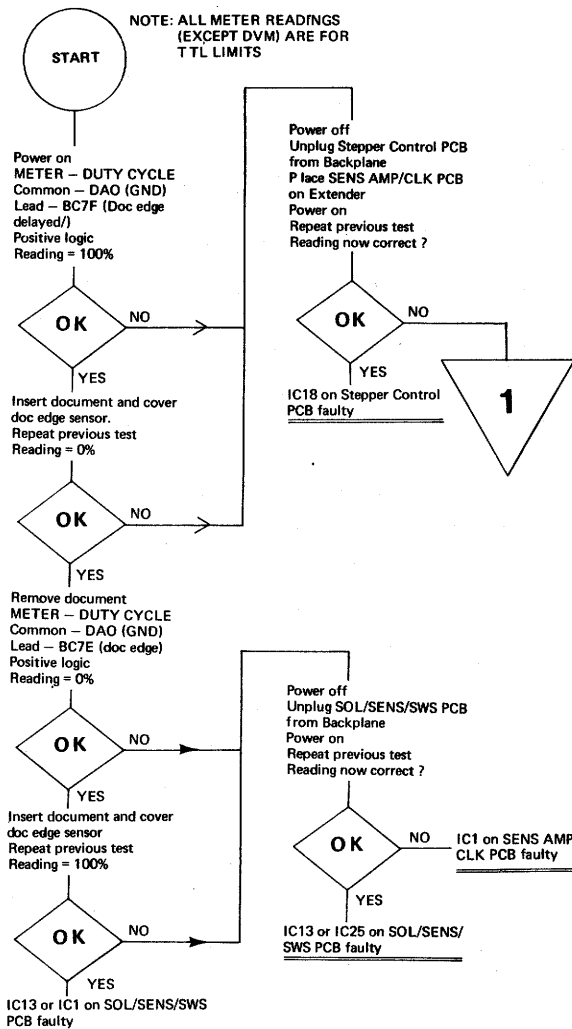 NOTE: ALL METER READINGS
(EXCEPT DVM) ARE FOR
TTL LIMITS
START
Power on
METER – DUTY CYCLE
Common – DAO (GND)
Lead – BC7F (Doc edge
delayed/)
Positive logic
Reading = 100%
OK
NO
YES
Insert document and cover
doc edge sensor.
Repeat previous test
Reading = 0%
OK
NO
YES
Remove document
METER – DUTY CYCLE
Common – DAO (GND)
Lead – BC7E (doc edge)
Positive logic
Reading = 0%
OK
NO
YES
Insert document and cover
doc edge sensor
Repeat previous test
Reading = 100%
OK
NO
YES
IC13 or IC1 on SOL/SENS/SWS
PCB faulty
Power off
Unplug Stepper Control PCB
from Backplane
Place SENS AMP/CLK PCB
on Extender
Power on
Repeat previous test
Reading now correct ?
OK
NO
YES
IC18 on Stepper Control
PCB faulty
1
Power off
Unplug SOL/SENS/SWS PCB
from Backplane
Power on
Repeat previous test
Reading now correct ?
OK
NO
IC1 on SENS AMP
CLK PCB faulty
YES
IC13 or IC25 on SOL/SENS/
SWS PCB faulty